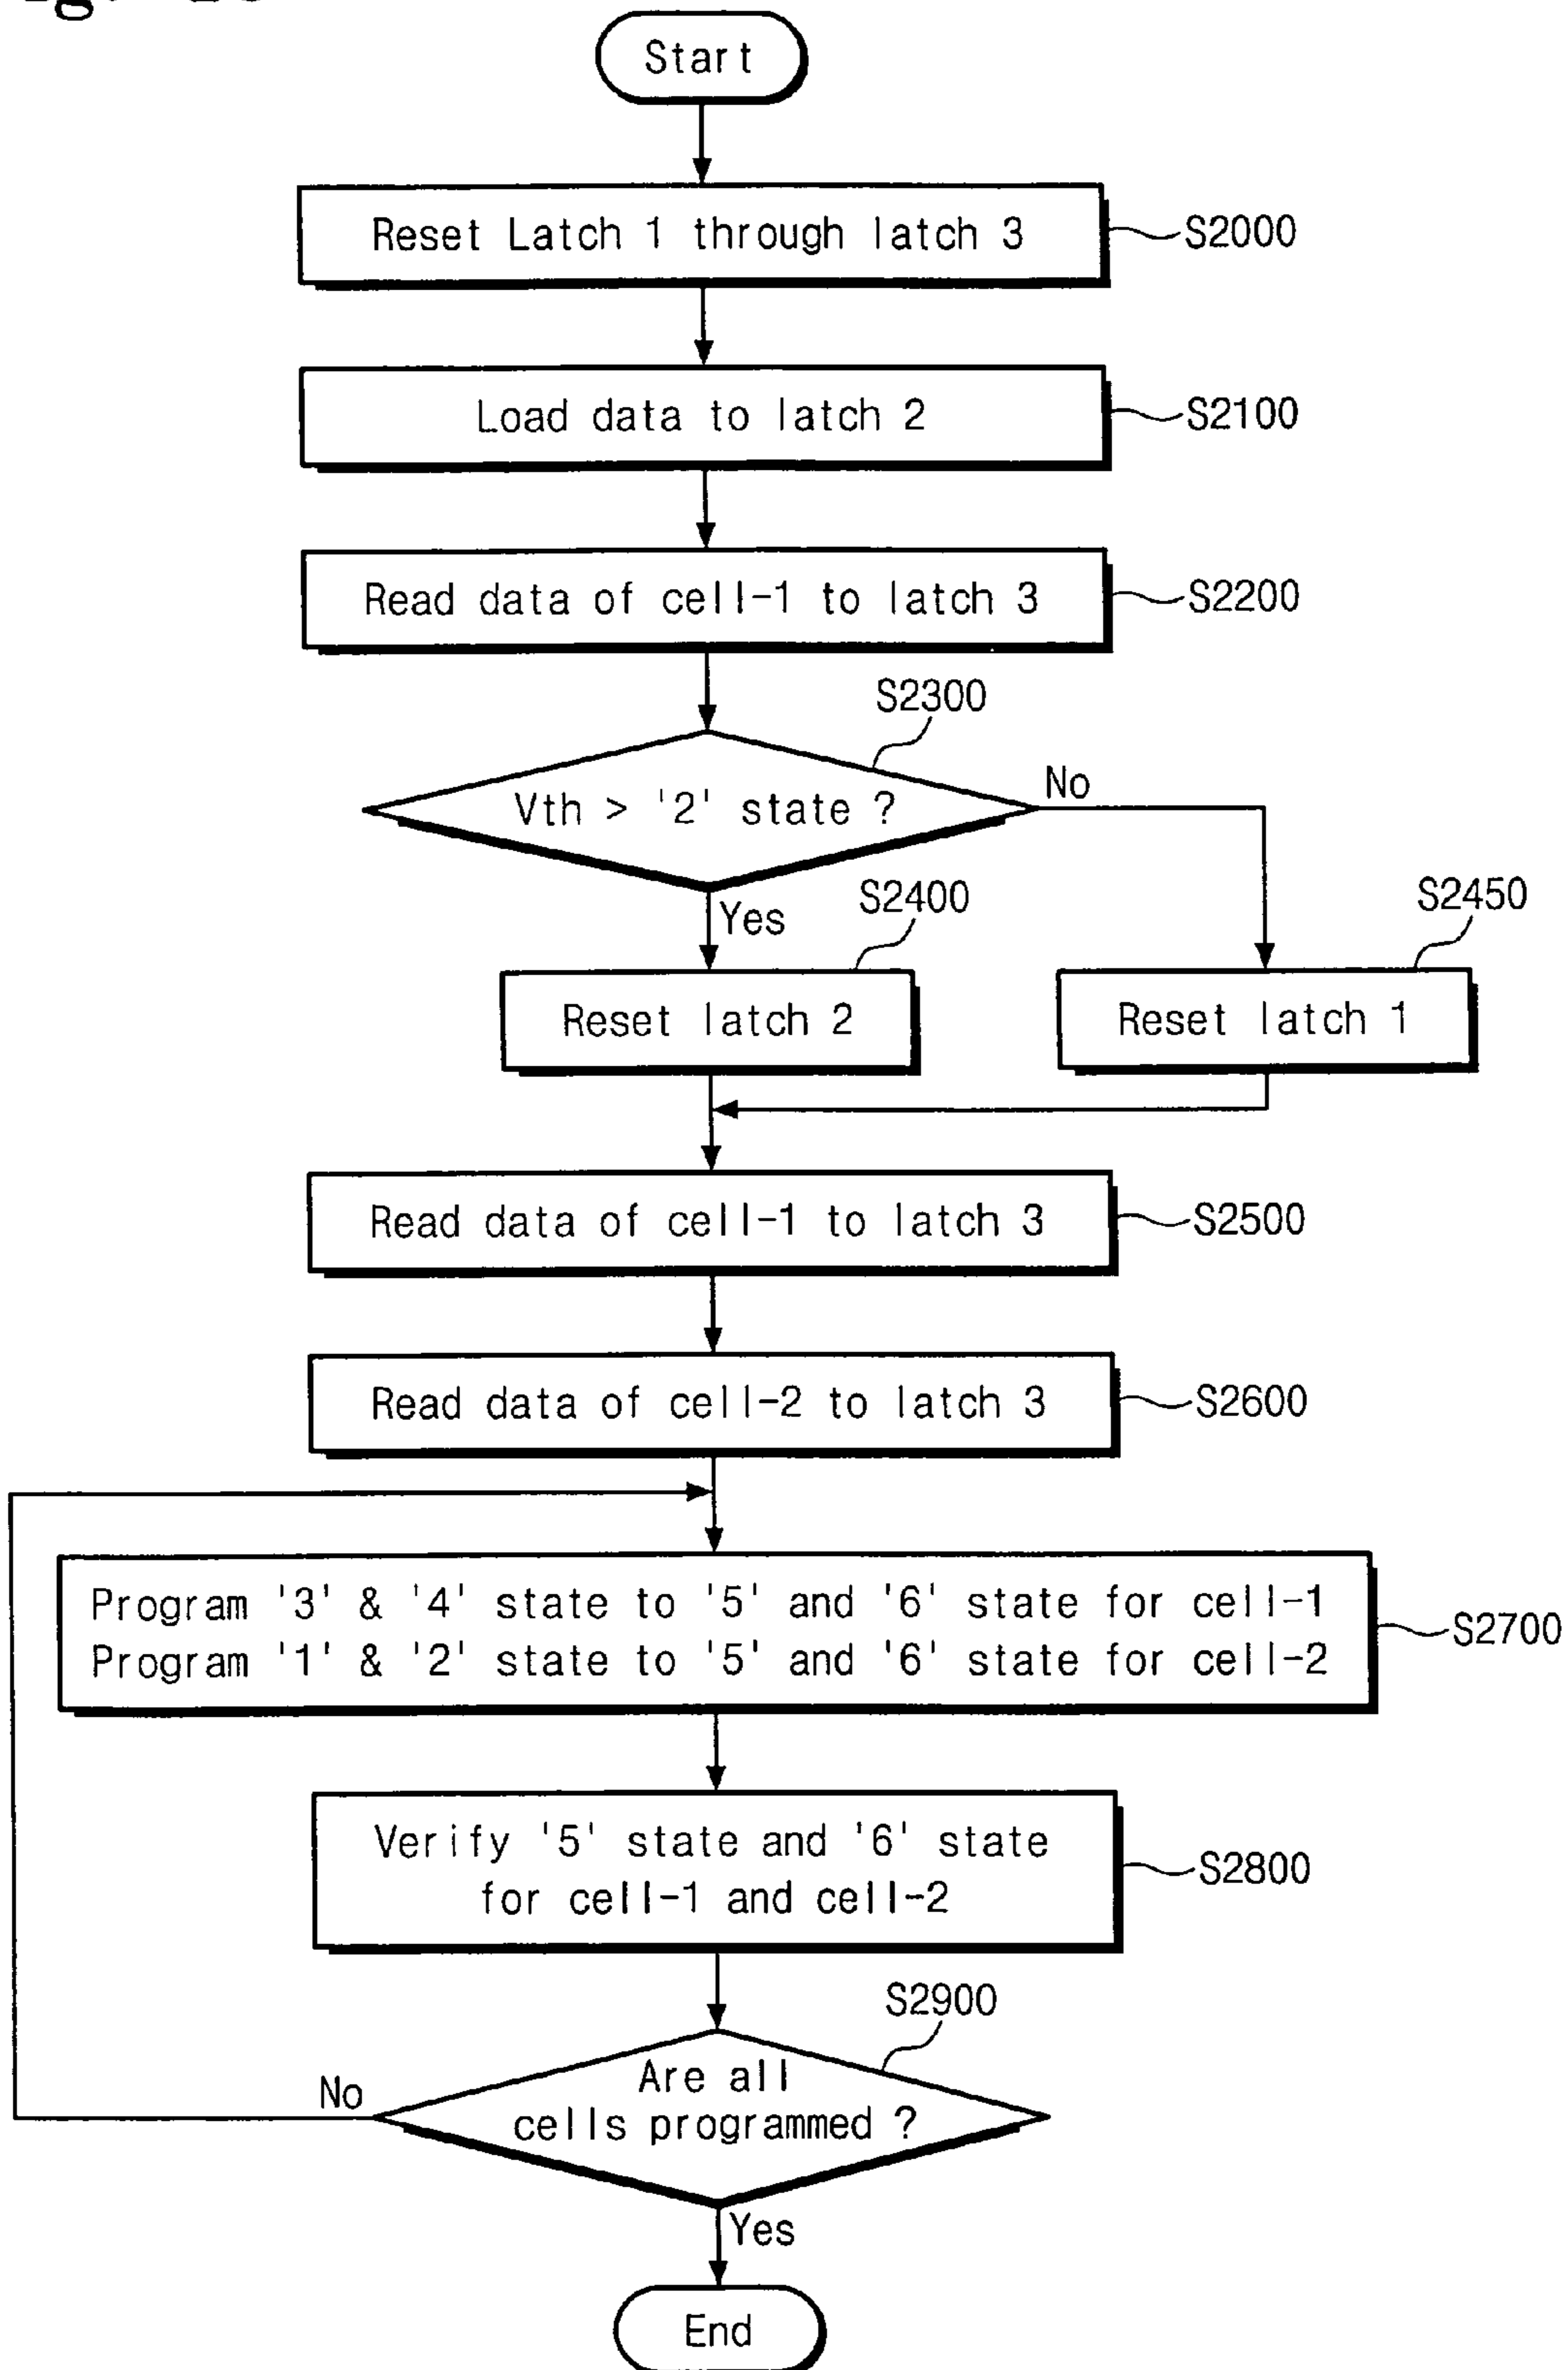 Start
Reset Latch 1 through latch 3
S2000
Load data to latch 2
S2100
Read data of cell-1 to latch 3
S2200
S2300
Vth > '2' state ?
No
Yes
S2400
S2450
Reset latch 2
Reset latch 1
Read data of cell-1 to latch 3
S2500
Read data of cell-2 to latch 3
S2600
Program '3' & '4' state to '5' and '6' state for cell-1
Program '1' & '2' state to '5' and '6' state for cell-2
S2700
Verify '5' state and '6' state
for cell-1 and cell-2
S2800
S2900
Are all
cells programmed ?
No
Yes
End